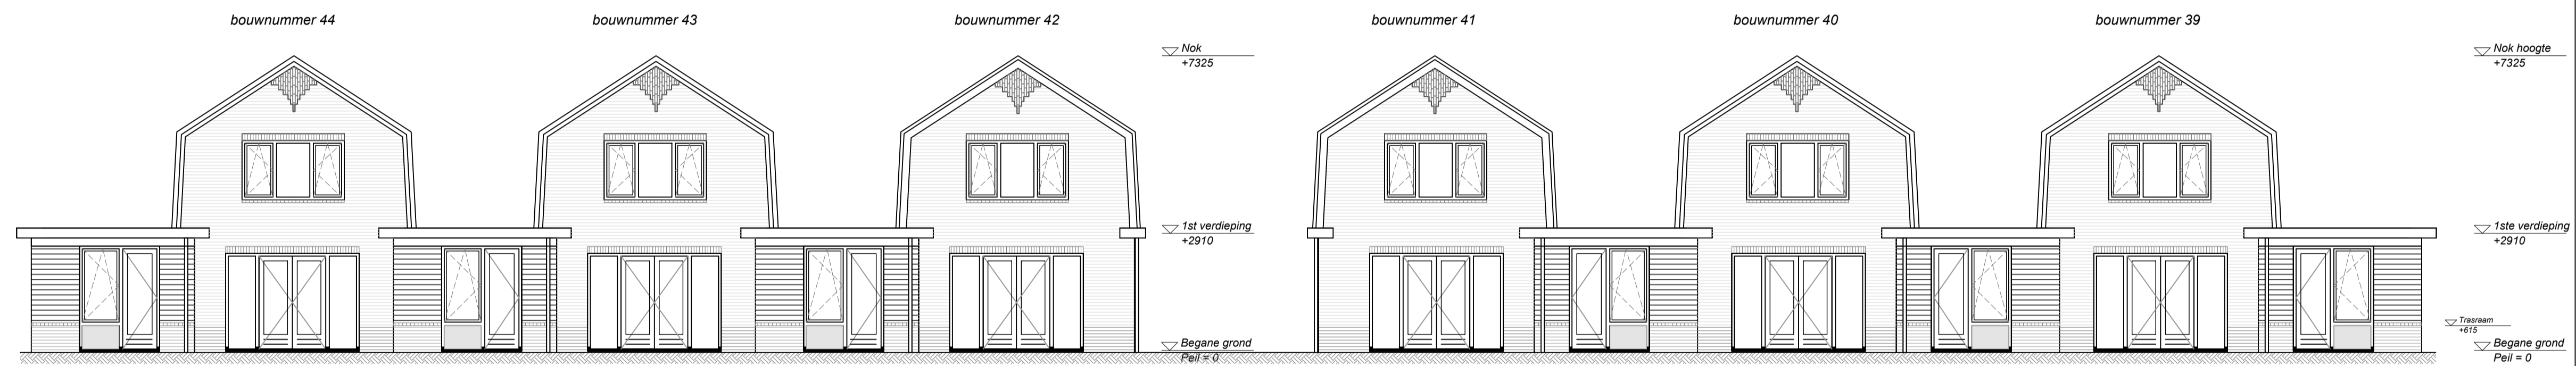 bouwnummer 44
bouwnummer 43
bouwnummer 42
bouwnummer 41
bouwnummer 40
bouwnummer 39
Nok
+7325
Nok hoogte
+7325
1st verdieping
+2910
1ste verdieping
+2910
Trasraam
+615
Begane grond
Peil = 0
Begane grond
Peil = 0